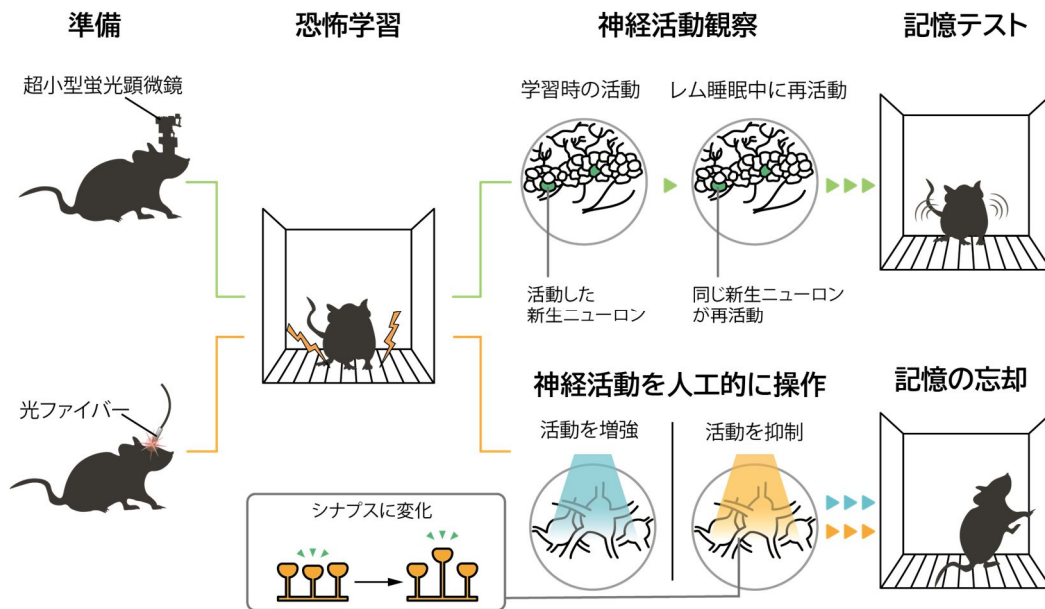 準備
恐怖学習
神経活動観察
記憶テスト
超小型蛍光顕微鏡
学習時の活動
レム睡眠中に再活動
活動した
新生ニューロン
同じ新生ニューロン
が再活動
神経活動を人工的に操作
記憶の忘却
光ファイバー
活動を増強
活動を抑制
シナプスに変化